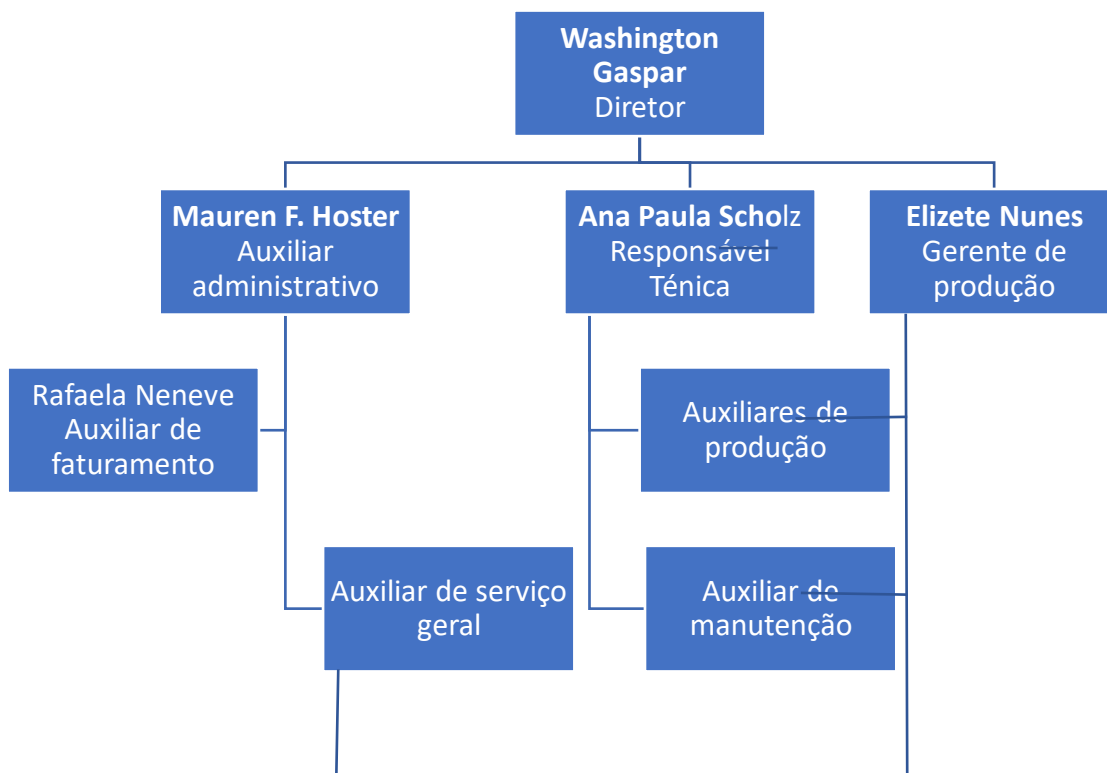 Washington
Gaspar
Diretor
Mauren F. Hoster
Auxiliar
administrativo
Ana Paula Scholz
Responsável
Ténica
Elizete Nunes
Gerente de
produção
Rafaela Neneve
Auxiliar de
faturamento
Auxiliares de
produção
Auxiliar de serviço
geral
Auxiliar de
manutenção